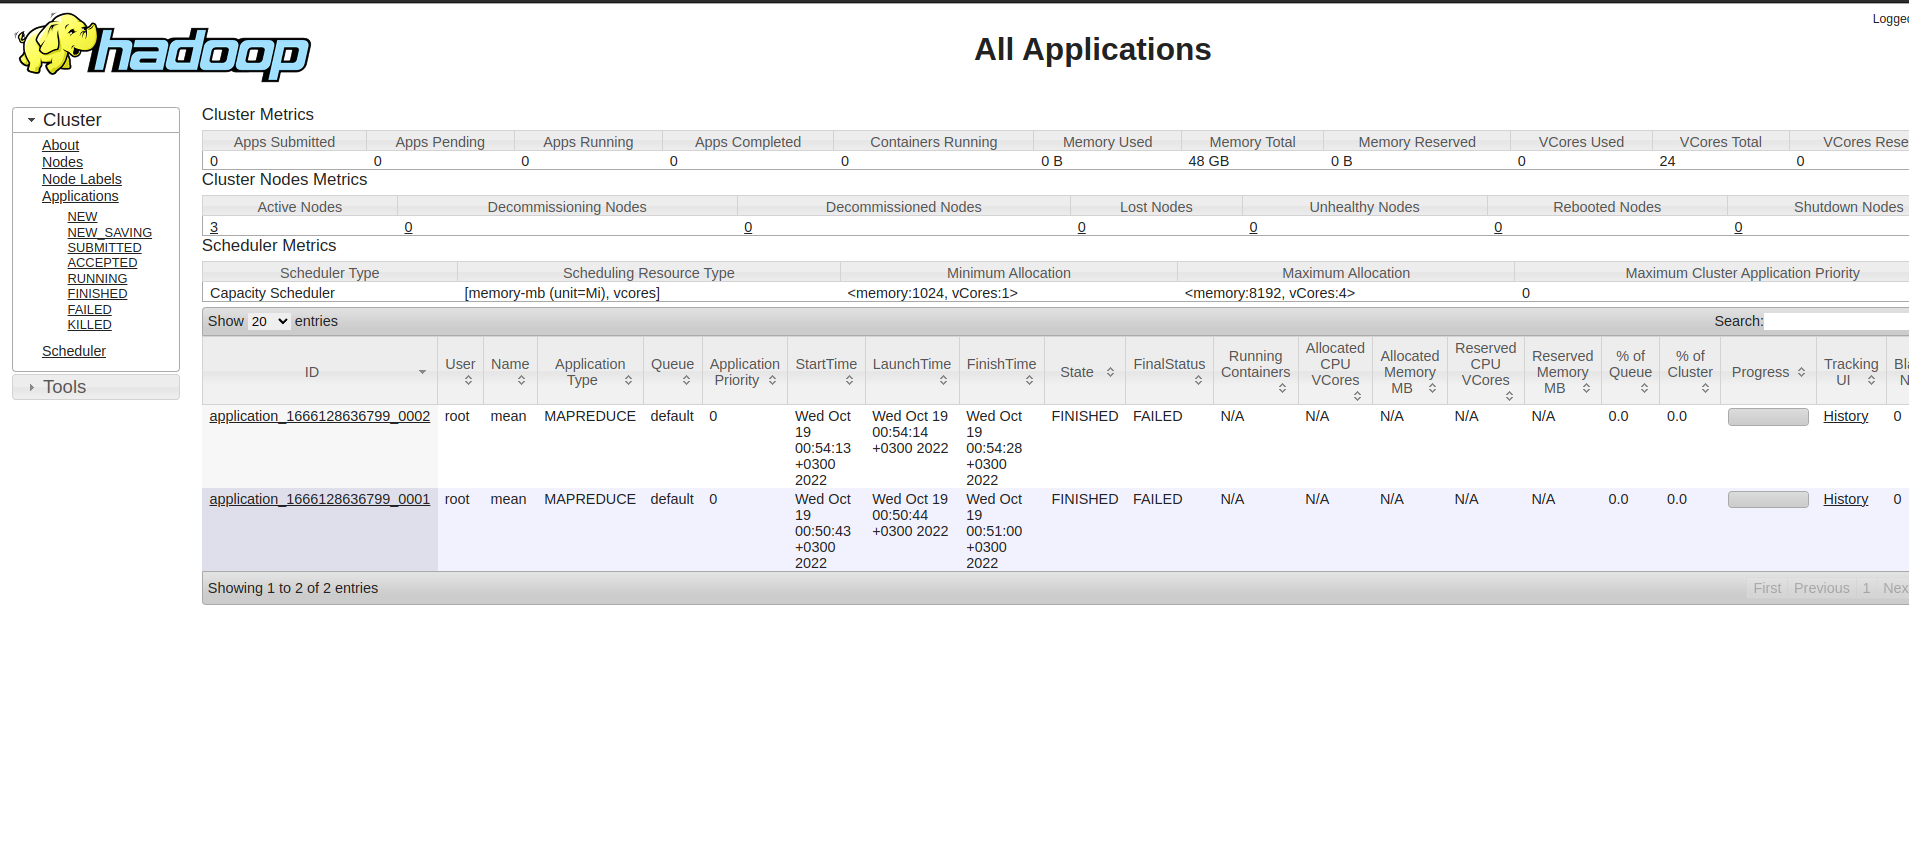 hadoop
Logged
All Applications
Cluster
About
Nodes
Node Labels
Applications
NEW
NEW_SAVING
SUBMITTED
ACCEPTED
RUNNING
FINISHED
FAILED
KILLED
Scheduler
Tools
Cluster Metrics
Apps Submitted Apps Pending Apps Running Apps Completed Containers Running Memory Used Memory Total Memory Reserved VCores Used VCores Total VCores Rese
0 0 0 0 0 0 B 48 GB 0 B 0 24 0
Cluster Nodes Metrics
Active Nodes Decommissioning Nodes Decommissioned Nodes Lost Nodes Unhealthy Nodes Rebooted Nodes Shutdown Nodes
3 0 0 0 0 0 0
Scheduler Metrics
Scheduler Type Scheduling Resource Type Minimum Allocation Maximum Allocation Maximum Cluster Application Priority
Capacity Scheduler [memory-mb (unit=Mi), vcores] <memory:1024, vCores:1> <memory:8192, vCores:4> 0
Show 20 entries Search:
ID User Name Application Type Queue Application Priority StartTime LaunchTime FinishTime State FinalStatus Running Containers Allocated CPU VCores Allocated Memory MB Reserved CPU VCores Reserved Memory MB % of Queue % of Cluster Progress Tracking UI Bla N
application_1666128636799_0002 root mean MAPREDUCE default 0 Wed Oct 19 00:54:13 +0300 2022 Wed Oct 19 00:54:14 +0300 2022 Wed Oct 19 00:54:28 +0300 2022 FINISHED FAILED N/A N/A N/A N/A N/A 0.0 0.0 History 0
application_1666128636799_0001 root mean MAPREDUCE default 0 Wed Oct 19 00:50:43 +0300 2022 Wed Oct 19 00:50:44 +0300 2022 Wed Oct 19 00:51:00 +0300 2022 FINISHED FAILED N/A N/A N/A N/A N/A 0.0 0.0 History 0
Showing 1 to 2 of 2 entries First Previous 1 Nex